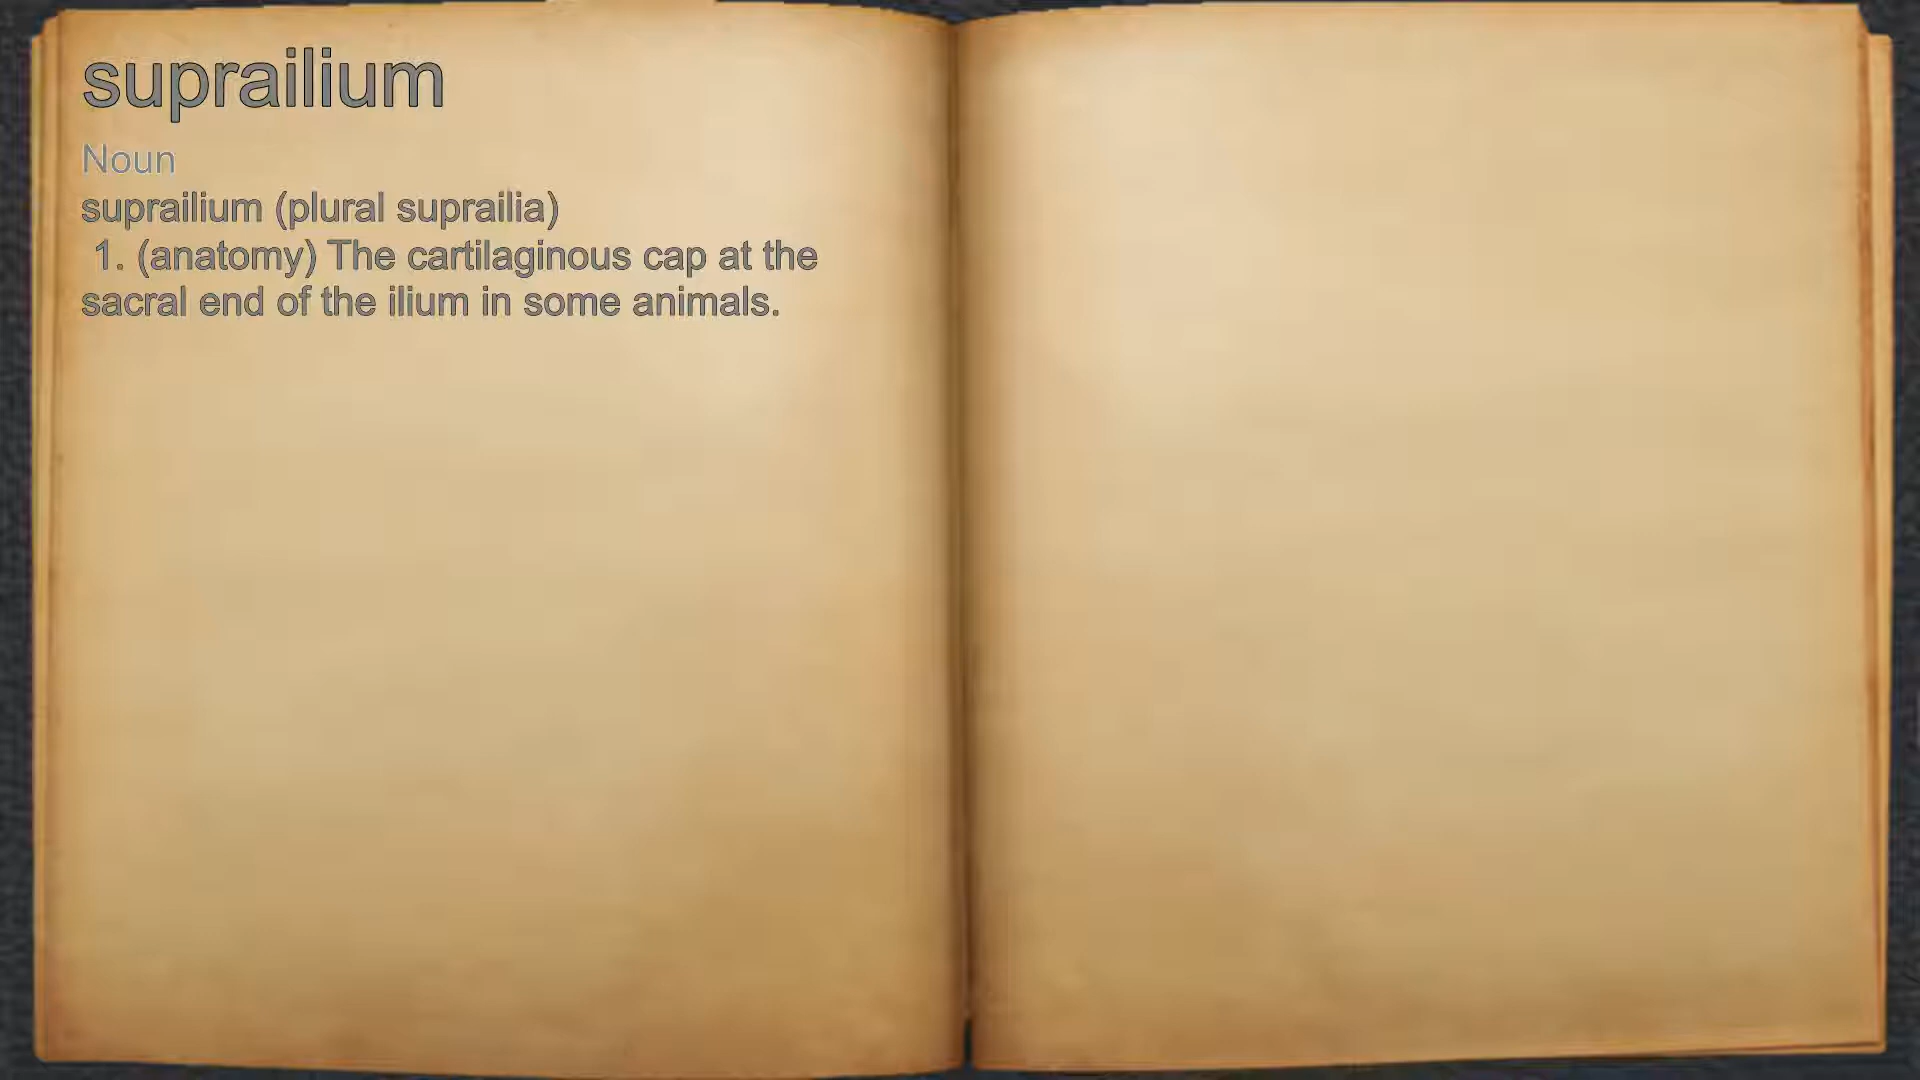 suprailium
Noun
suprailium (plural suprailia)
1. (anatomy) The cartilaginous cap at the
sacral end of the ilium in some animals.